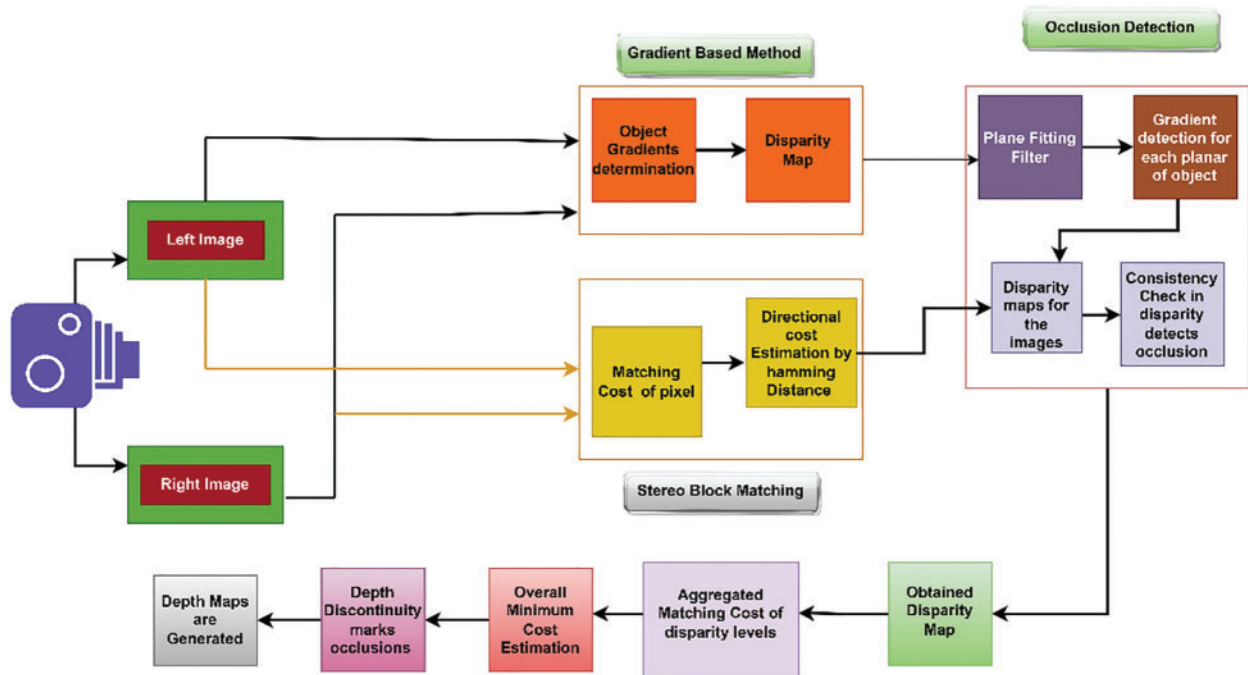 Occlusion Detection
Gradient Based Method
Object
Gradients
determination
Disparity
Map
Plane Fitting
Filter
Gradient
detection for
each planar
of object
Left Image
Disparity
maps for
the
images
Consistency
Check in
disparity
detects
occlusion
Matching
Cost of pixel
Directional
cost
Estimation by
hamming
Distance
Right Image
Stereo Block Matching
Depth Maps
are
Generated
Depth
Discontinuity
marks
occlusions
Overall
Minimum
Cost
Estimation
Aggregated
Matching Cost of
disparity levels
Obtained
Disparity
Map